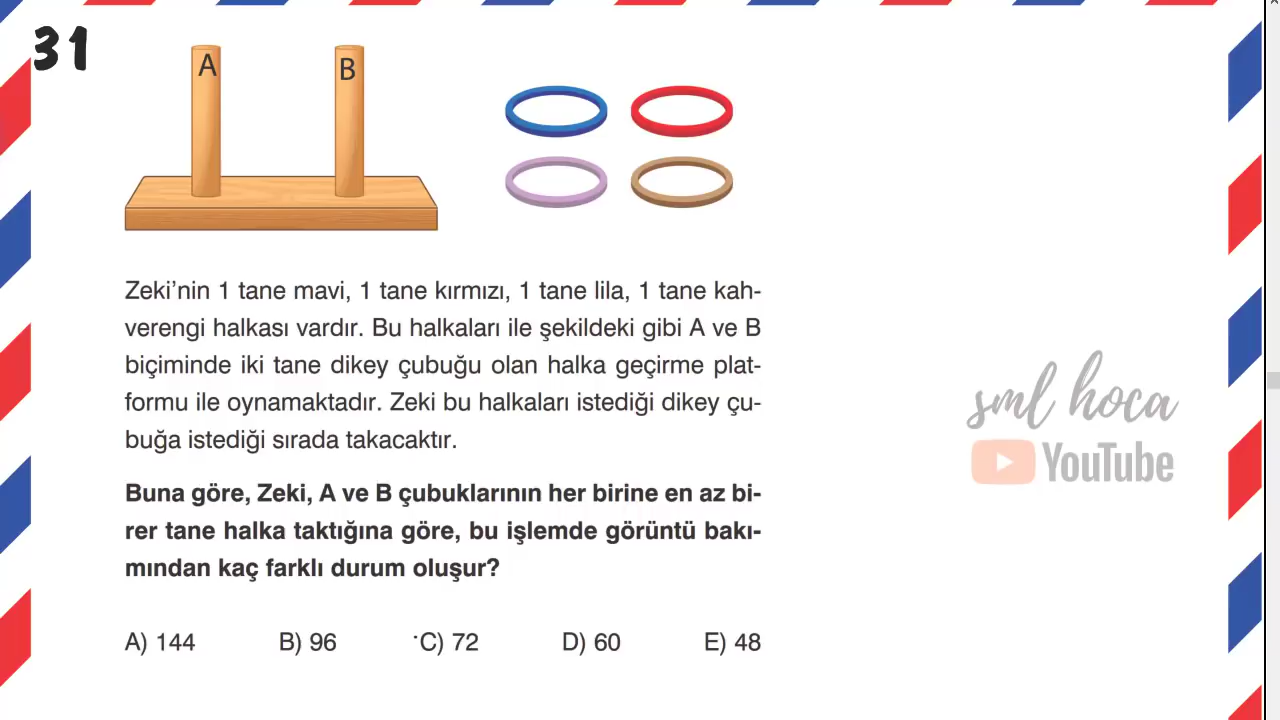 31
A
B
Zeki'nin 1 tane mavi, 1 tane kırmızı, 1 tane lila, 1 tane kah-
verengi halkası vardır. Bu halkaları ile şekildeki gibi A ve B
biçiminde iki tane dikey çubuğu olan halka geçirme plat-
formu ile oynamaktadır. Zeki bu halkaları istediği dikey çu-
buğa istediği sırada takacaktır.
Buna göre, Zeki, A ve B çubuklarının her birine en az bi-
rer tane halka taktığına göre, bu işlemde görüntü bakı-
mından kaç farklı durum oluşur?
A) 144 B) 96 C) 72 D) 60 E) 48
sml hoca
YouTube